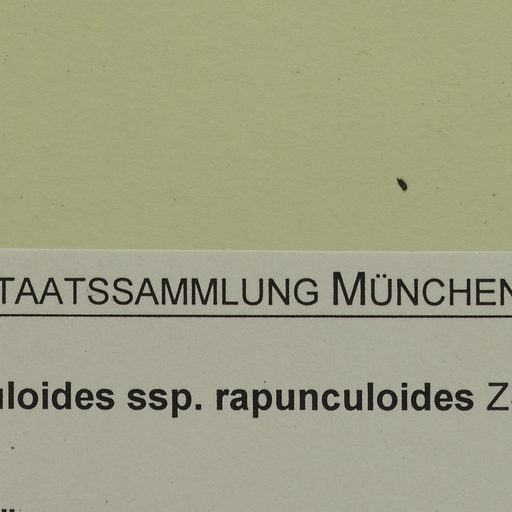 TAATSSAMMLUNG MÜNCHEN
uloides ssp. rapunculoides Z